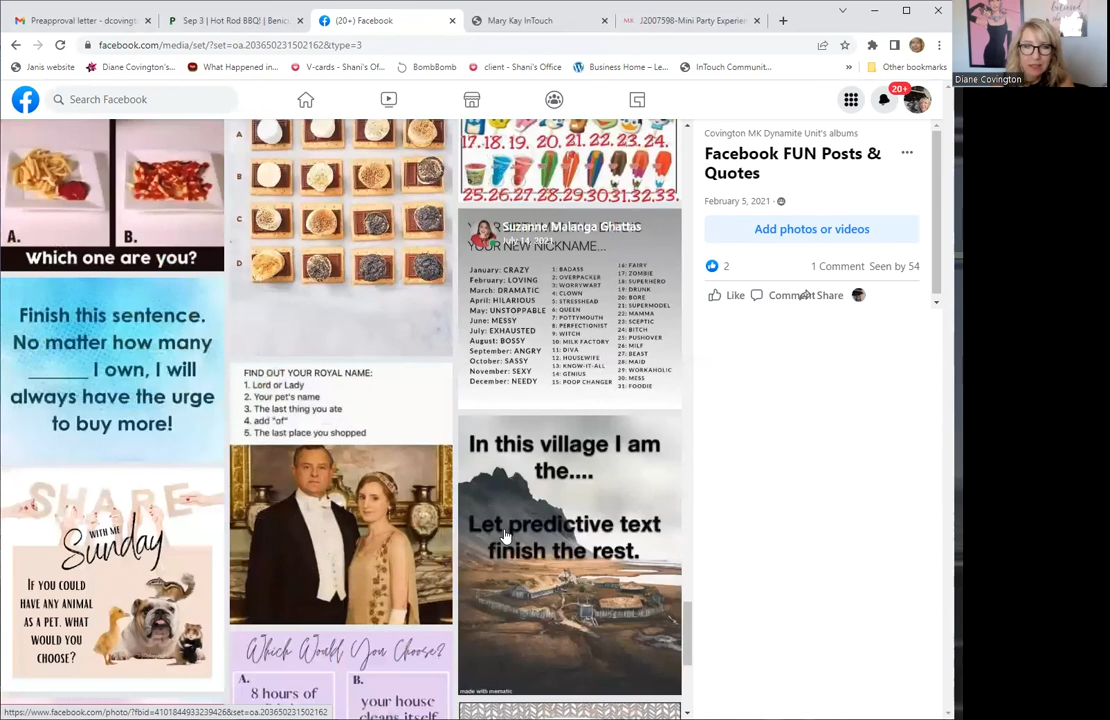 Preapproval letter - dcovingt
Sep 3 | Hot Rod BBQ! | Benici
(20+) Facebook
Mary Kay InTouch
J2007598-Mini Party Experien
facebook.com/media/set/?set=oa.203650231502162&type=3
Janis website
Diane Covington's...
What Happened in...
V-cards - Shani's Of...
BombBomb
client - Shani's Office
Business Home – Le...
InTouch Communit...
Other bookmarks
Diane Covington
Search Facebook
20+
A.
B.
Which one are you?
Finish this sentence.
No matter how many
______ I own, I will
always have the urge
to buy more!
SHARE
WITH ME
Sunday
IF YOU COULD
HAVE ANY ANIMAL
AS A PET, WHAT
WOULD YOU
CHOOSE?
A
B
C
D
FIND OUT YOUR ROYAL NAME:
1. Lord or Lady
2. Your pet's name
3. The last thing you ate
4. add "of"
5. The last place you shopped
Which Would You Choose?
A.
8 hours of
B.
your house
cleans itself
17. 18. 19. 20. 21. 22. 23. 24.
25. 26. 27. 28. 29. 30. 31. 32. 33.
Suzanne Malanga Ghattas
July 14, 2021
YOUR NEW NICKNAME...
January: CRAZY
February: LOVING
March: DRAMATIC
April: HILARIOUS
May: UNSTOPPABLE
June: MESSY
July: EXHAUSTED
August: BOSSY
September: ANGRY
October: SASSY
November: SEXY
December: NEEDY
1: BADASS
2: OVERPACKER
3: WORRYWART
4: CLOWN
5: STRESSHEAD
6: QUEEN
7: POTTYMOUTH
8: PERFECTIONIST
9: WITCH
10: MILK FACTORY
11: DIVA
12: HOUSEWIFE
13: KNOW-IT-ALL
14: GENIUS
15: POOP CHANGER
16: FAIRY
17: ZOMBIE
18: SUPERHERO
19: DRUNK
20: BORE
21: SUPERMODEL
22: MAMMA
23: SCEPTIC
24: BITCH
25: PUSHOVER
26: MILF
27: BEAST
28: MAID
29: WORKAHOLIC
30: MESS
31: FOODIE
In this village I am
the....
Let predictive text
finish the rest.
made with mematic
Covington MK Dynamite Unit's albums
Facebook FUN Posts &
Quotes
February 5, 2021 ·
Add photos or videos
2
1 Comment Seen by 54
Like
Comment
Share
https://www.facebook.com/photo/?fbid=4101844933239426&set=oa.203650231502162